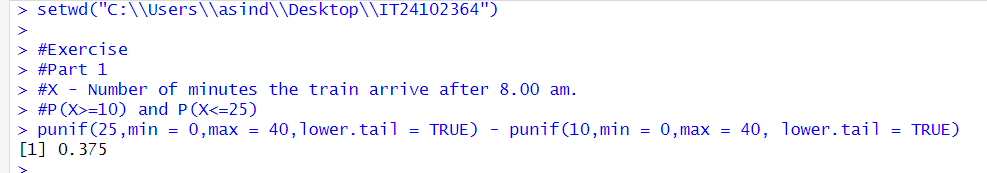 > setwd("C:\\Users\\asind\\Desktop\\IT24102364")
>
> #Exercise
> #Part 1
> #X - Number of minutes the train arrive after 8.00 am.
> #P(X>=10) and P(X<=25)
> punif(25,min = 0,max = 40,lower.tail = TRUE) - punif(10,min = 0,max = 40, lower.tail = TRUE)
[1] 0.375
>